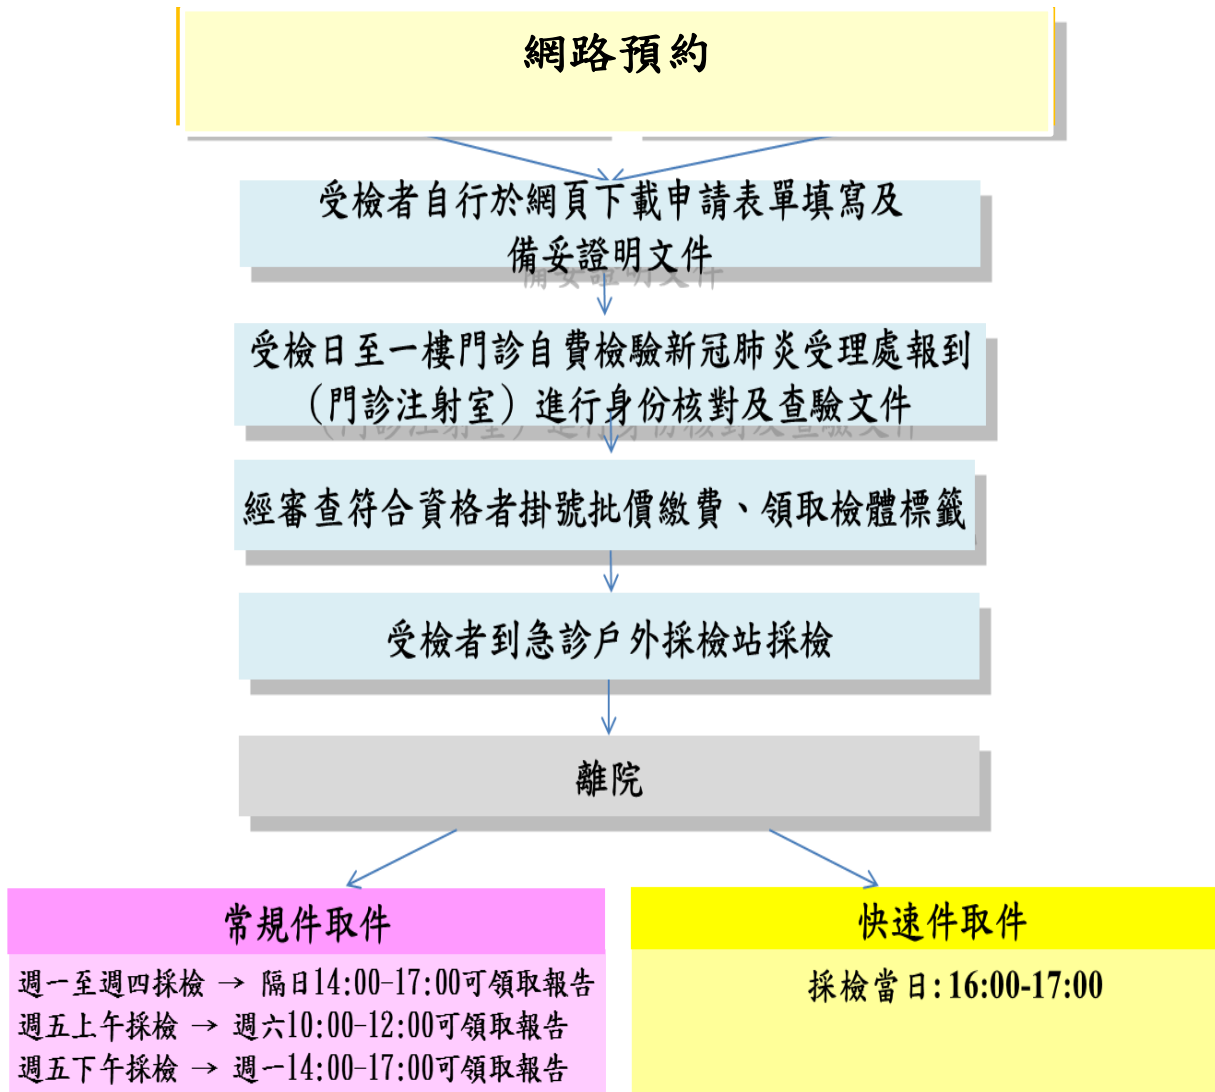 網路預約
受檢者自行於網頁下載申請表單填寫及
備妥證明文件
受檢日至一樓門診自費檢驗新冠肺炎受理處報到
(門診注射室) 進行身份核對及查驗文件
經審查符合資格者掛號批價繳費、領取檢體標籤
受檢者到急診戶外採檢站採檢
離院
常規件取件
週一至週四採檢 → 隔日14:00-17:00可領取報告
週五上午採檢 → 週六10:00-12:00可領取報告
週五下午採檢 → 週一14:00-17:00可領取報告
快速件取件
採檢當日: 16:00-17:00